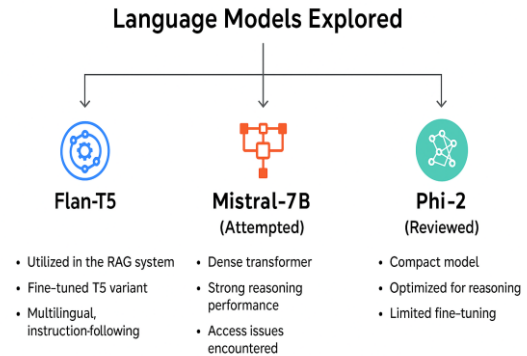 Language Models Explored
Flan-T5
• Utilized in the RAG system
• Fine-tuned T5 variant
• Multilingual,
instruction-following
Mistral-7B
(Attempted)
• Dense transformer
• Strong reasoning
performance
• Access issues
encountered
Phi-2
(Reviewed)
• Compact model
• Optimized for reasoning
• Limited fine-tuning